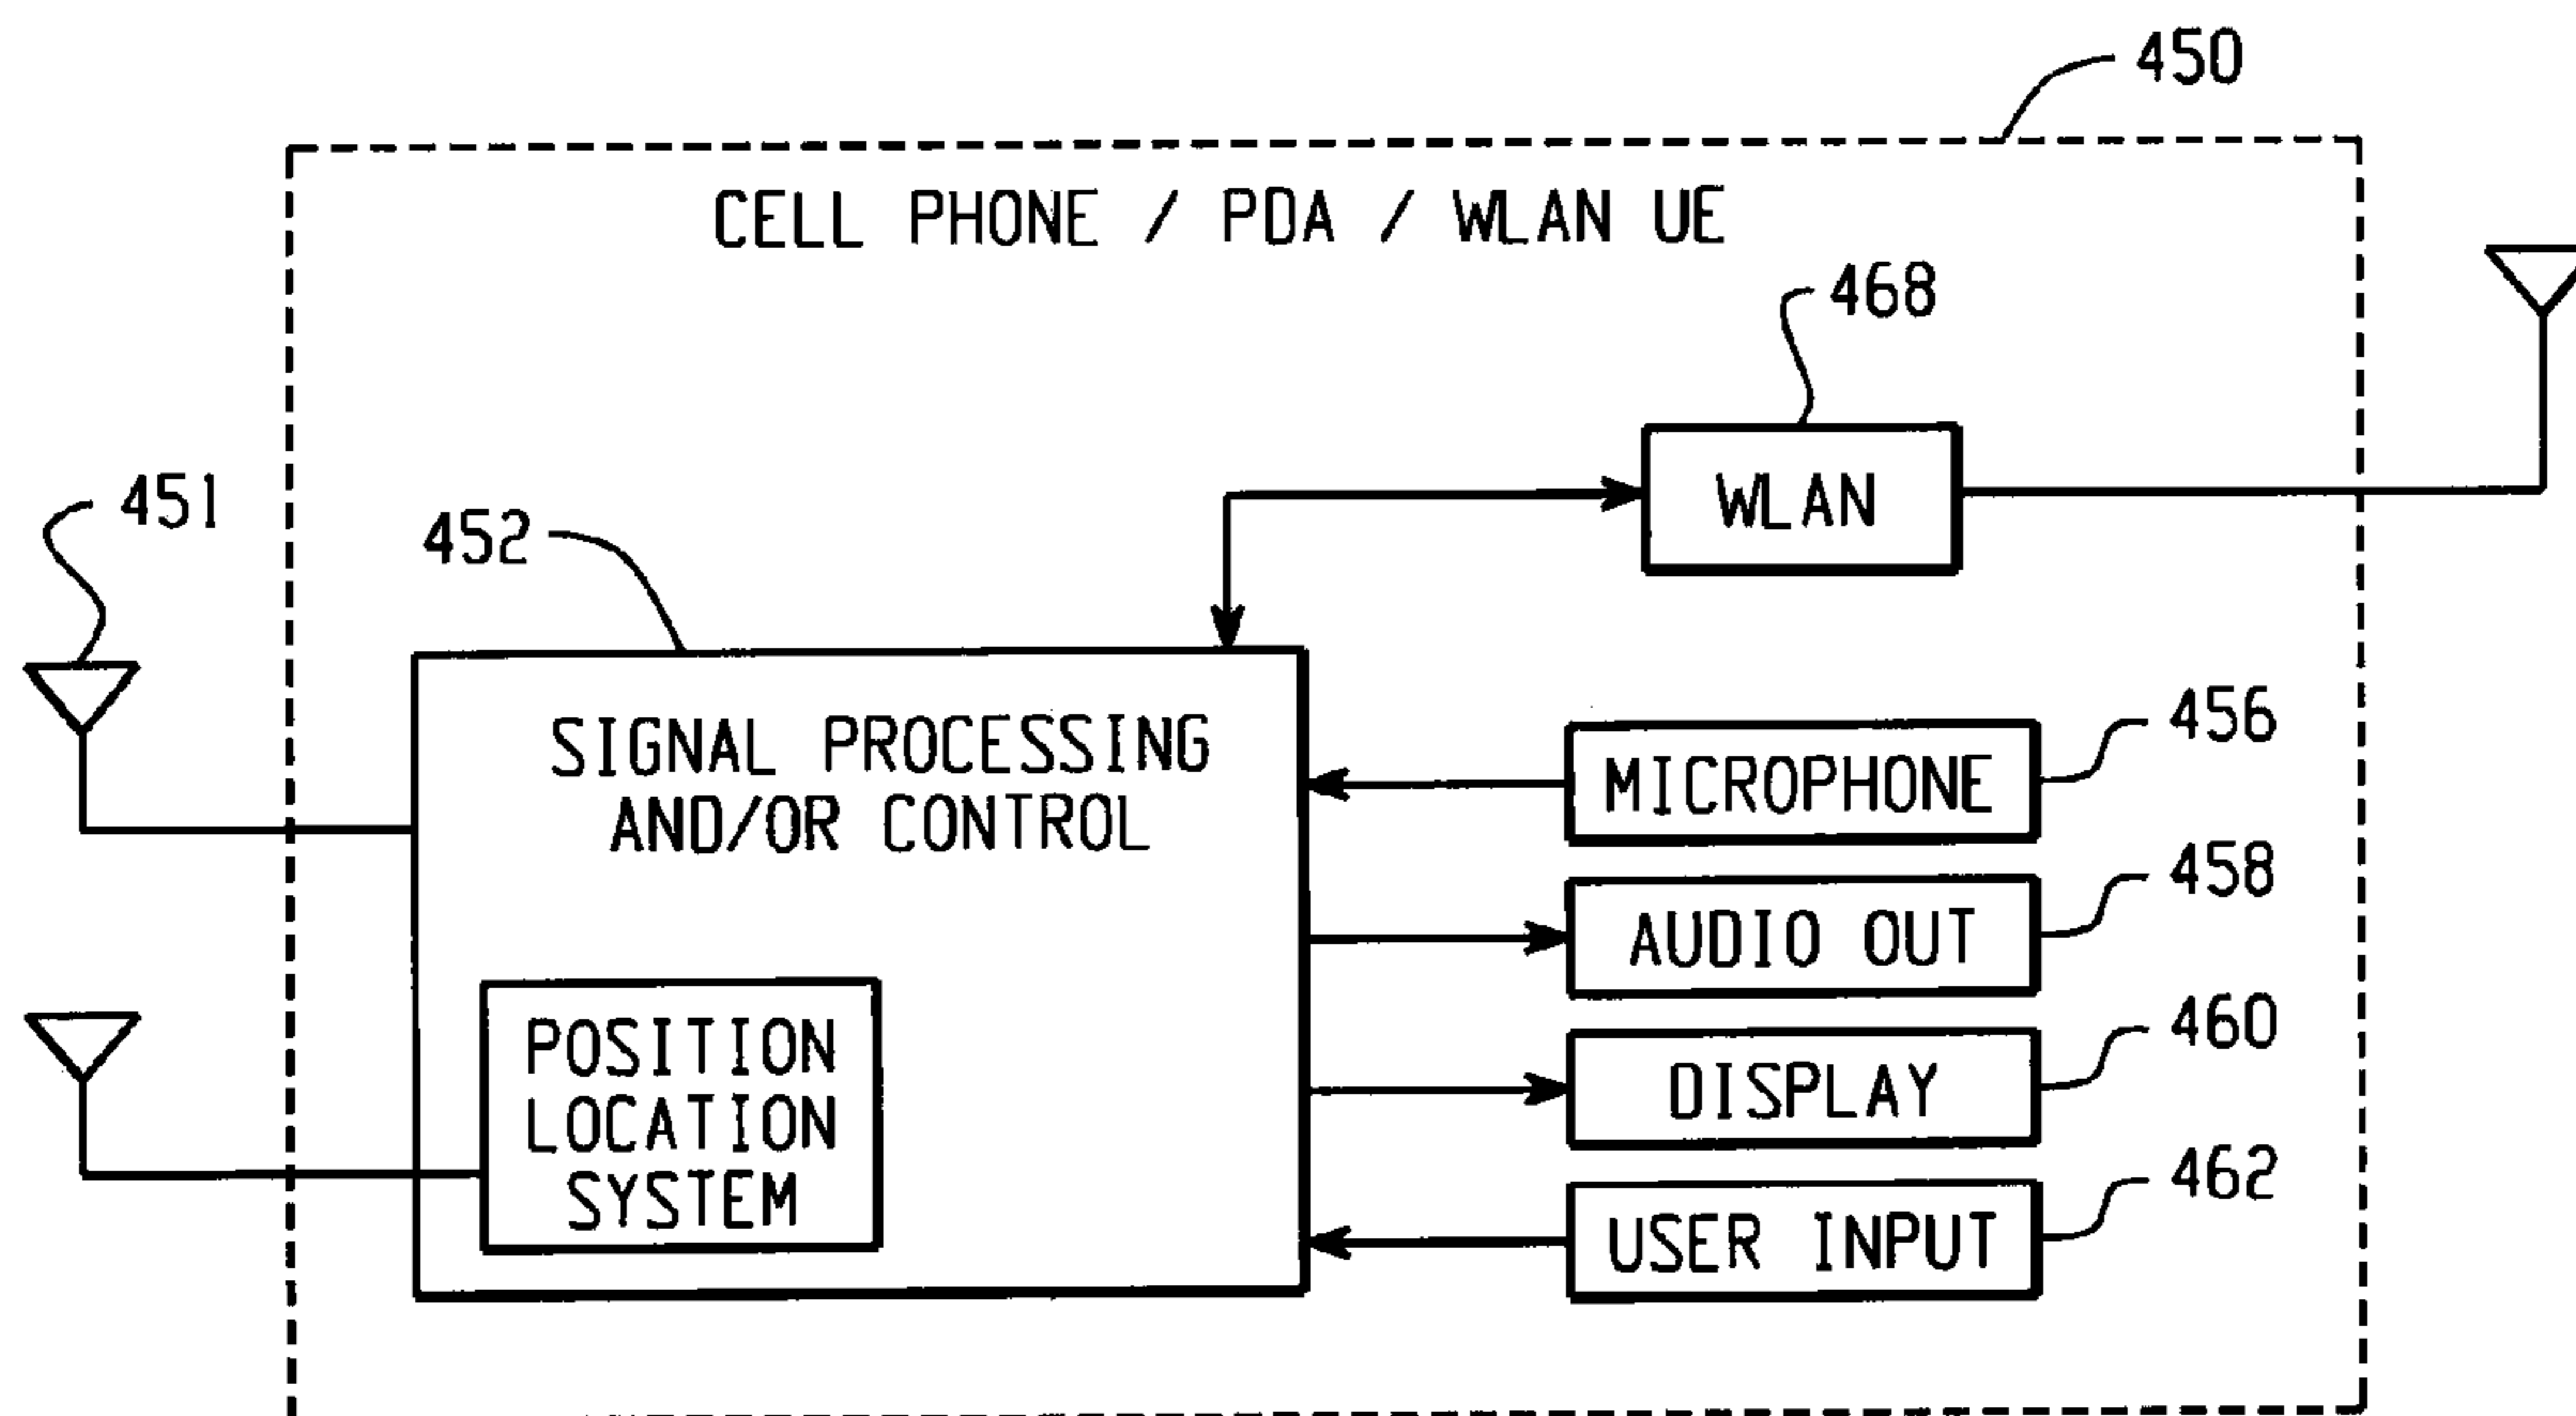 450
CELL PHONE / PDA / WLAN UE
468
WLAN
451
452
SIGNAL PROCESSING
AND/OR CONTROL
POSITION
LOCATION
SYSTEM
MICROPHONE
456
AUDIO OUT
458
DISPLAY
460
USER INPUT
462